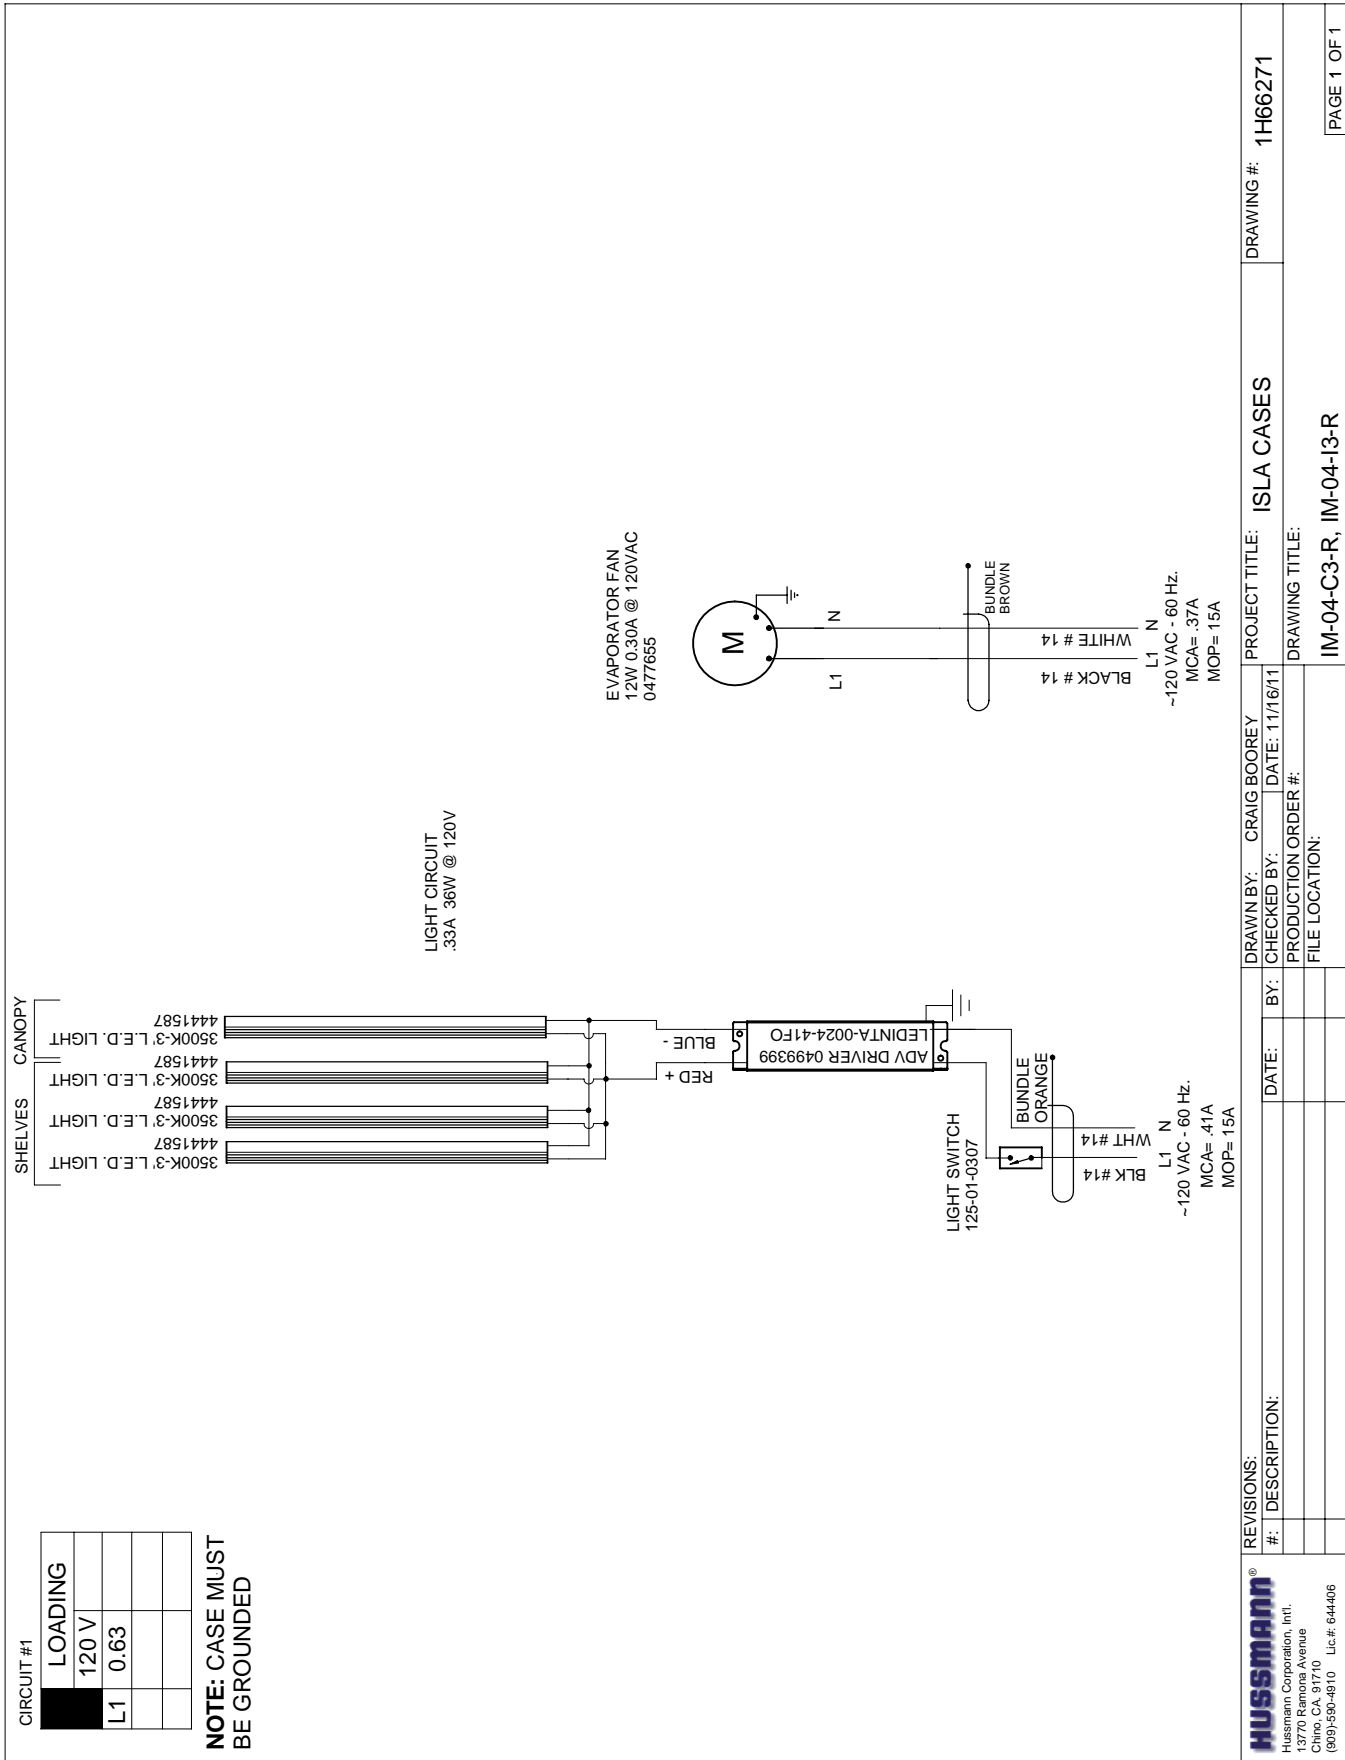 CIRCUIT #1
LOADING
120 V
L1 0.63
NOTE: CASE MUST
BE GROUNDED
SHELVES
CANOPY
3500K-3' L.E.D. LIGHT
4441587
3500K-3' L.E.D. LIGHT
4441587
3500K-3' L.E.D. LIGHT
4441587
3500K-3' L.E.D. LIGHT
4441587
LIGHT CIRCUIT
.33A 36W @ 120V
RED +
BLUE -
ADV DRIVER 0499399
LEDINTA-0024-41FO
LIGHT SWITCH
125-01-0307
BUNDLE
ORANGE
BLK #14
WHT #14
L1 N
~120 VAC - 60 Hz.
MCA= .41A
MOP= 15A
EVAPORATOR FAN
12W 0.30A @ 120VAC
0477655
M
L1
N
BUNDLE
BROWN
BLACK # 14
WHITE # 14
L1 N
~120 VAC - 60 Hz.
MCA= .37A
MOP= 15A
HUSSMANN®
Hussmann Corporation, Int'l.
13770 Ramona Avenue
Chino, CA. 91710
(909)-590-4910 Lic.#: 644406
REVISIONS:
#: DESCRIPTION:
DATE:
BY:
DRAWN BY: CRAIG BOOREY
CHECKED BY:
DATE: 11/16/11
PRODUCTION ORDER #:
FILE LOCATION:
PROJECT TITLE: ISLA CASES
DRAWING TITLE:
IM-04-C3-R, IM-04-I3-R
DRAWING #: 1H66271
PAGE 1 OF 1